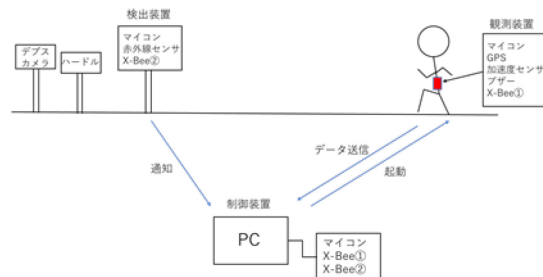 検出装置
観測装置
デプス
カメラ
ハードル
マイコン
赤外線センサ
X-Bee②
マイコン
GPS
加速度センサ
ブザー
X-Bee①
通知
データ送信
起動
制御装置
PC
マイコン
X-Bee①
X-Bee②